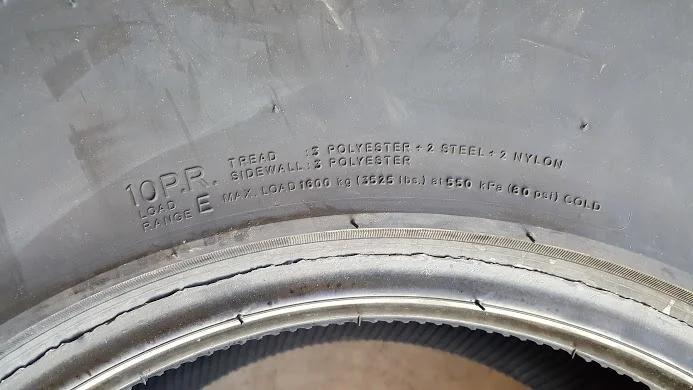 10P.R.
LOAD
RANGE E
TREAD : 3 POLYESTER + 2 STEEL + 2 NYLON
SIDEWALL : 3 POLYESTER
MAX. LOAD 1600 kg (3525 lbs.) at 550 kPa (80 psi) COLD